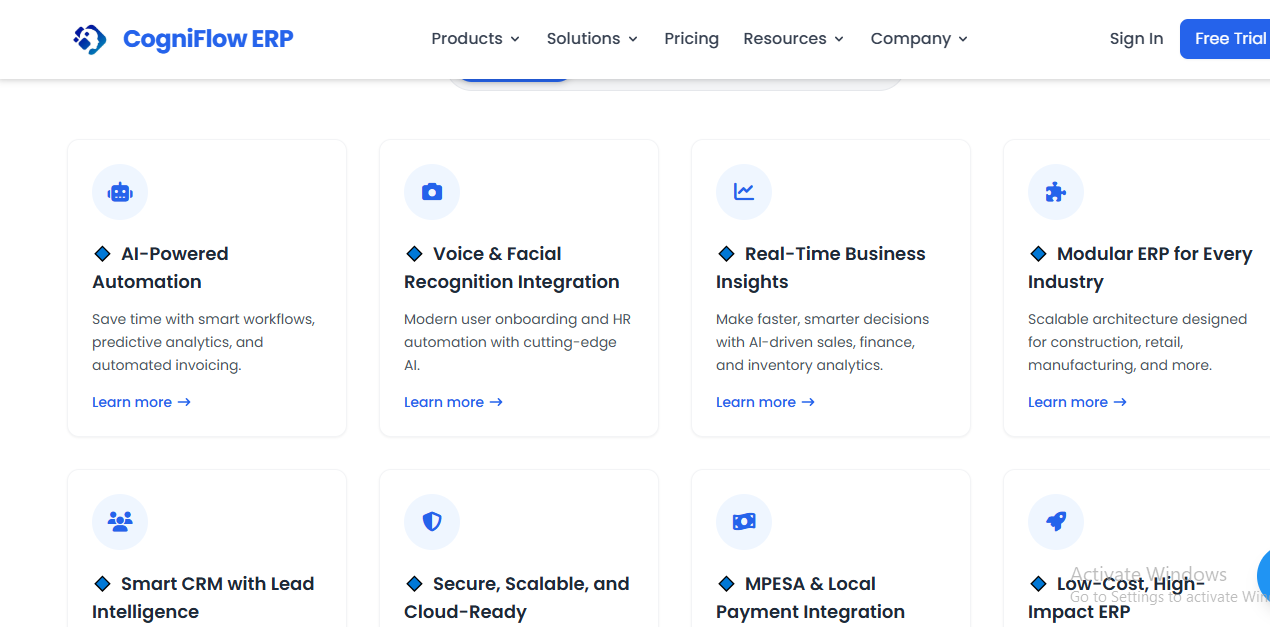 CogniFlow ERP
Products
Solutions
Pricing
Resources
Company
Sign In
Free Trial
AI-Powered
Automation
Save time with smart workflows,
predictive analytics, and
automated invoicing.
Learn more →
Voice & Facial
Recognition Integration
Modern user onboarding and HR
automation with cutting-edge
AI.
Learn more →
Real-Time Business
Insights
Make faster, smarter decisions
with AI-driven sales, finance,
and inventory analytics.
Learn more →
Modular ERP for Every
Industry
Scalable architecture designed
for construction, retail,
manufacturing, and more.
Learn more →
Smart CRM with Lead
Intelligence
Secure, Scalable, and
Cloud-Ready
MPESA & Local
Payment Integration
Low-Cost, High-
Impact ERP
Activate Windows
Go to Settings to activate Win